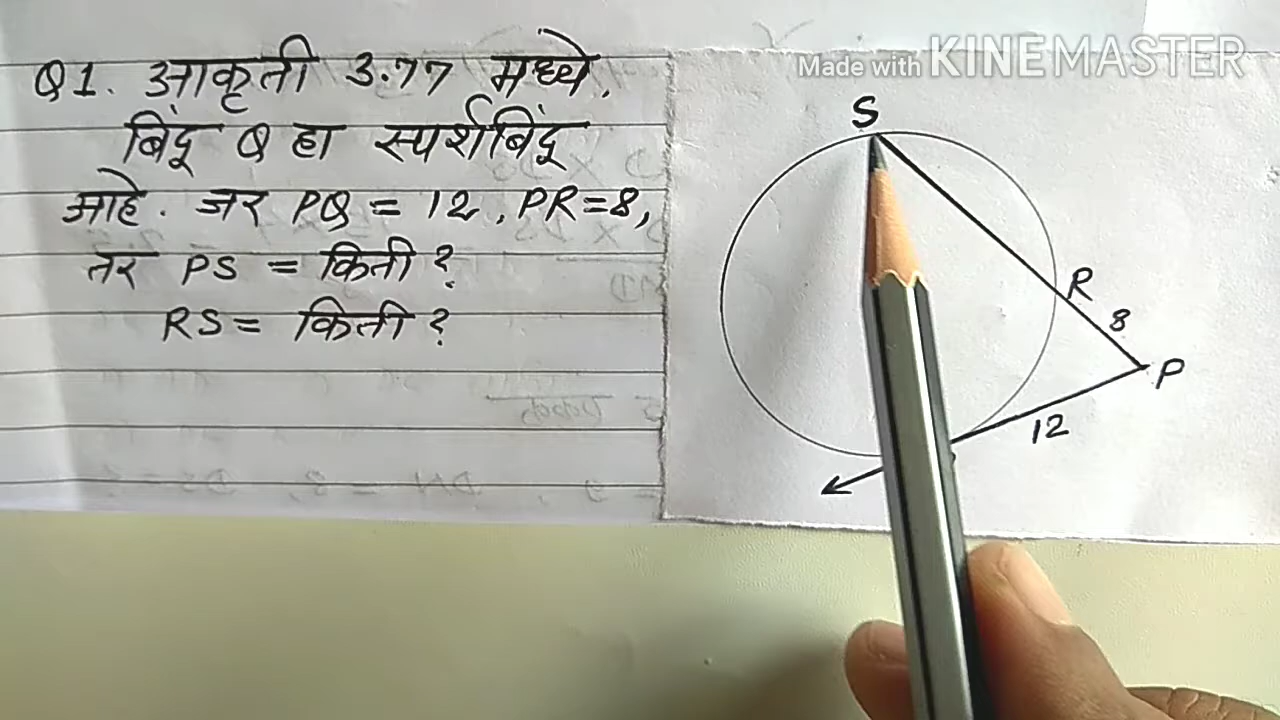 Q1. आकृती 3.77 मध्ये.
बिंदू Q हा स्पर्शबिंदू
आहे. जर PQ = 12, PR=8,
तर PS = किती?
RS = किती?
Made with KINEMASTER
S
R
8
P
12